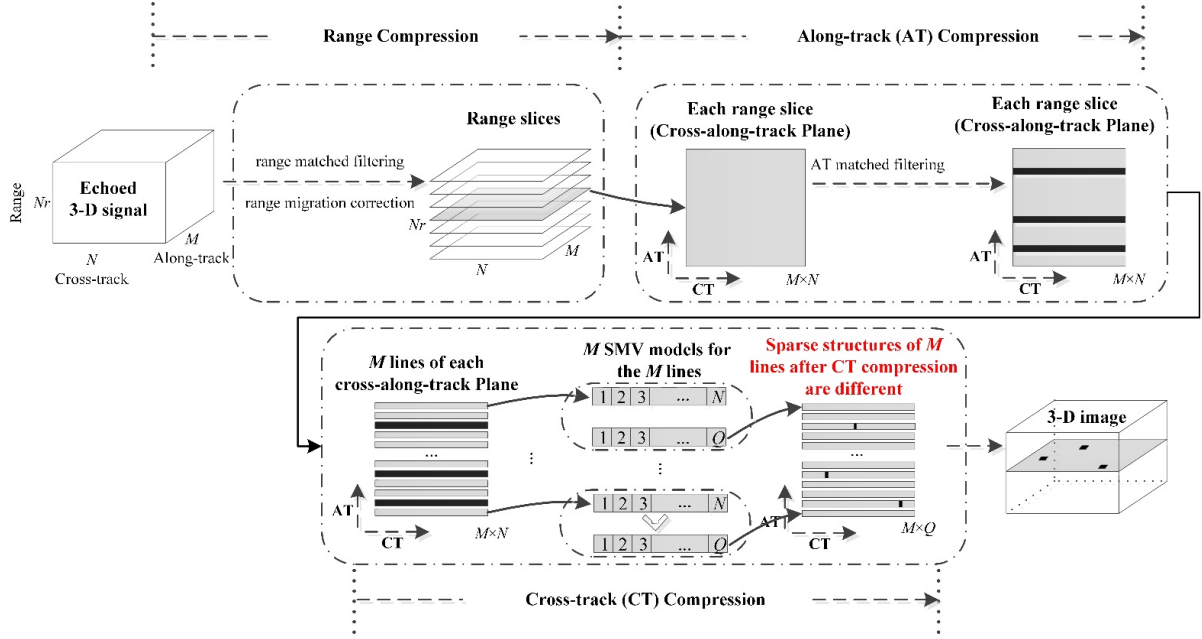 Range Compression
Along-track (AT) Compression
Range
Nr
Echoed
3-D signal
N
Cross-track
M
Along-track
range matched filtering
range migration correction
Range slices
Nr
N
M
Each range slice
(Cross-along-track Plane)
AT
CT
M×N
AT matched filtering
Each range slice
(Cross-along-track Plane)
AT
CT
M×N
M lines of each
cross-along-track Plane
...
AT
CT
M×N
M SMV models for
the M lines
1 2 3 ... N
1 2 3 ... Q
...
...
1 2 3 ... N
1 2 3 ... Q
Sparse structures of M
lines after CT compression
are different
...
AT
CT
M×Q
3-D image
Cross-track (CT) Compression